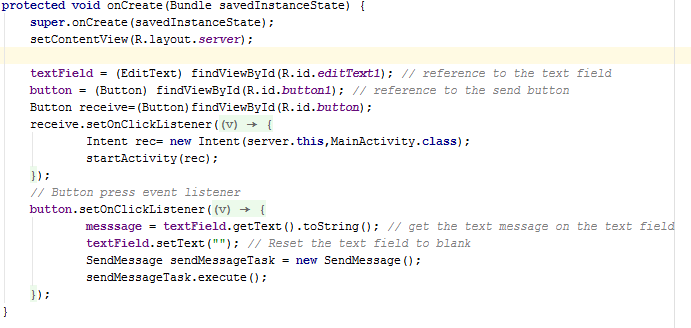 protected void onCreate(Bundle savedInstanceState) {
super.onCreate(savedInstanceState);
setContentView(R.layout.server);
textField = (EditText) findViewById(R.id.editText1); // reference to the text field
button = (Button) findViewById(R.id.button1); // reference to the send button
Button receive=(Button)findViewById(R.id.button);
receive.setOnClickListener((v) → {
Intent rec= new Intent(server.this,MainActivity.class);
startActivity(rec);
});
// Button press event listener
button.setOnClickListener((v) → {
messsage = textField.getText().toString(); // get the text message on the text field
textField.setText(""); // Reset the text field to blank
SendMessage sendMessageTask = new SendMessage();
sendMessageTask.execute();
});
}